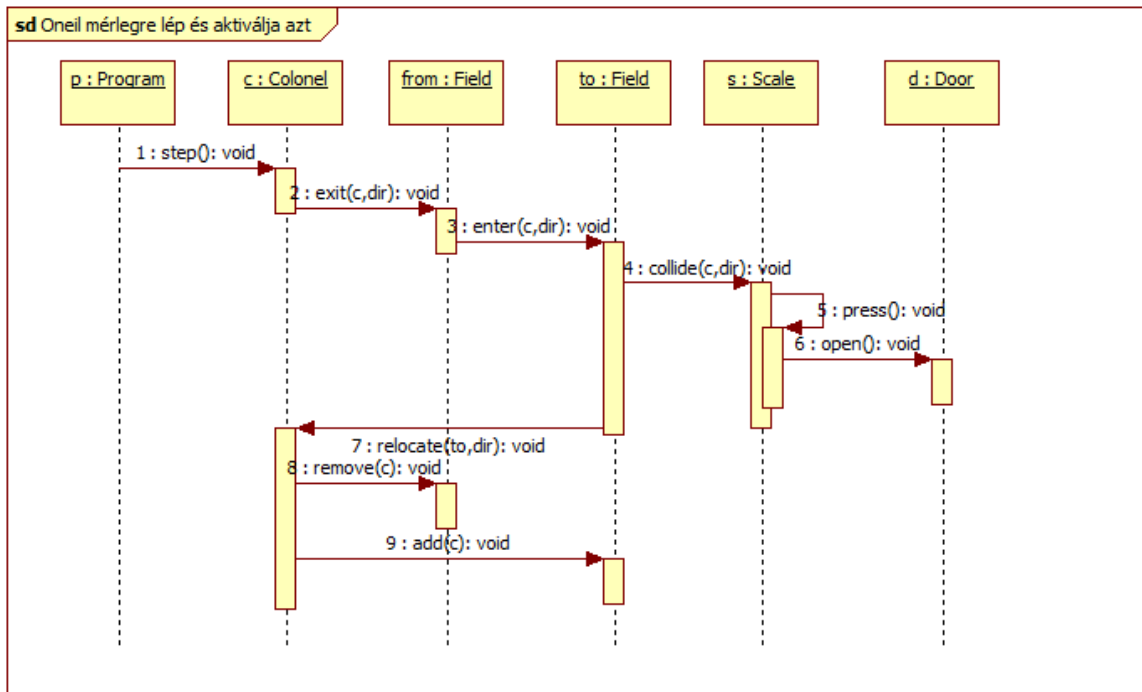 sd Oneil mérlegre lép és aktiválja azt
p : Program
c : Colonel
from : Field
to : Field
s : Scale
d : Door
1 : step(): void
2 : exit(c,dir): void
3 : enter(c,dir): void
4 : collide(c,dir): void
5 : press(): void
6 : open(): void
7 : relocate(to,dir): void
8 : remove(c): void
9 : add(c): void